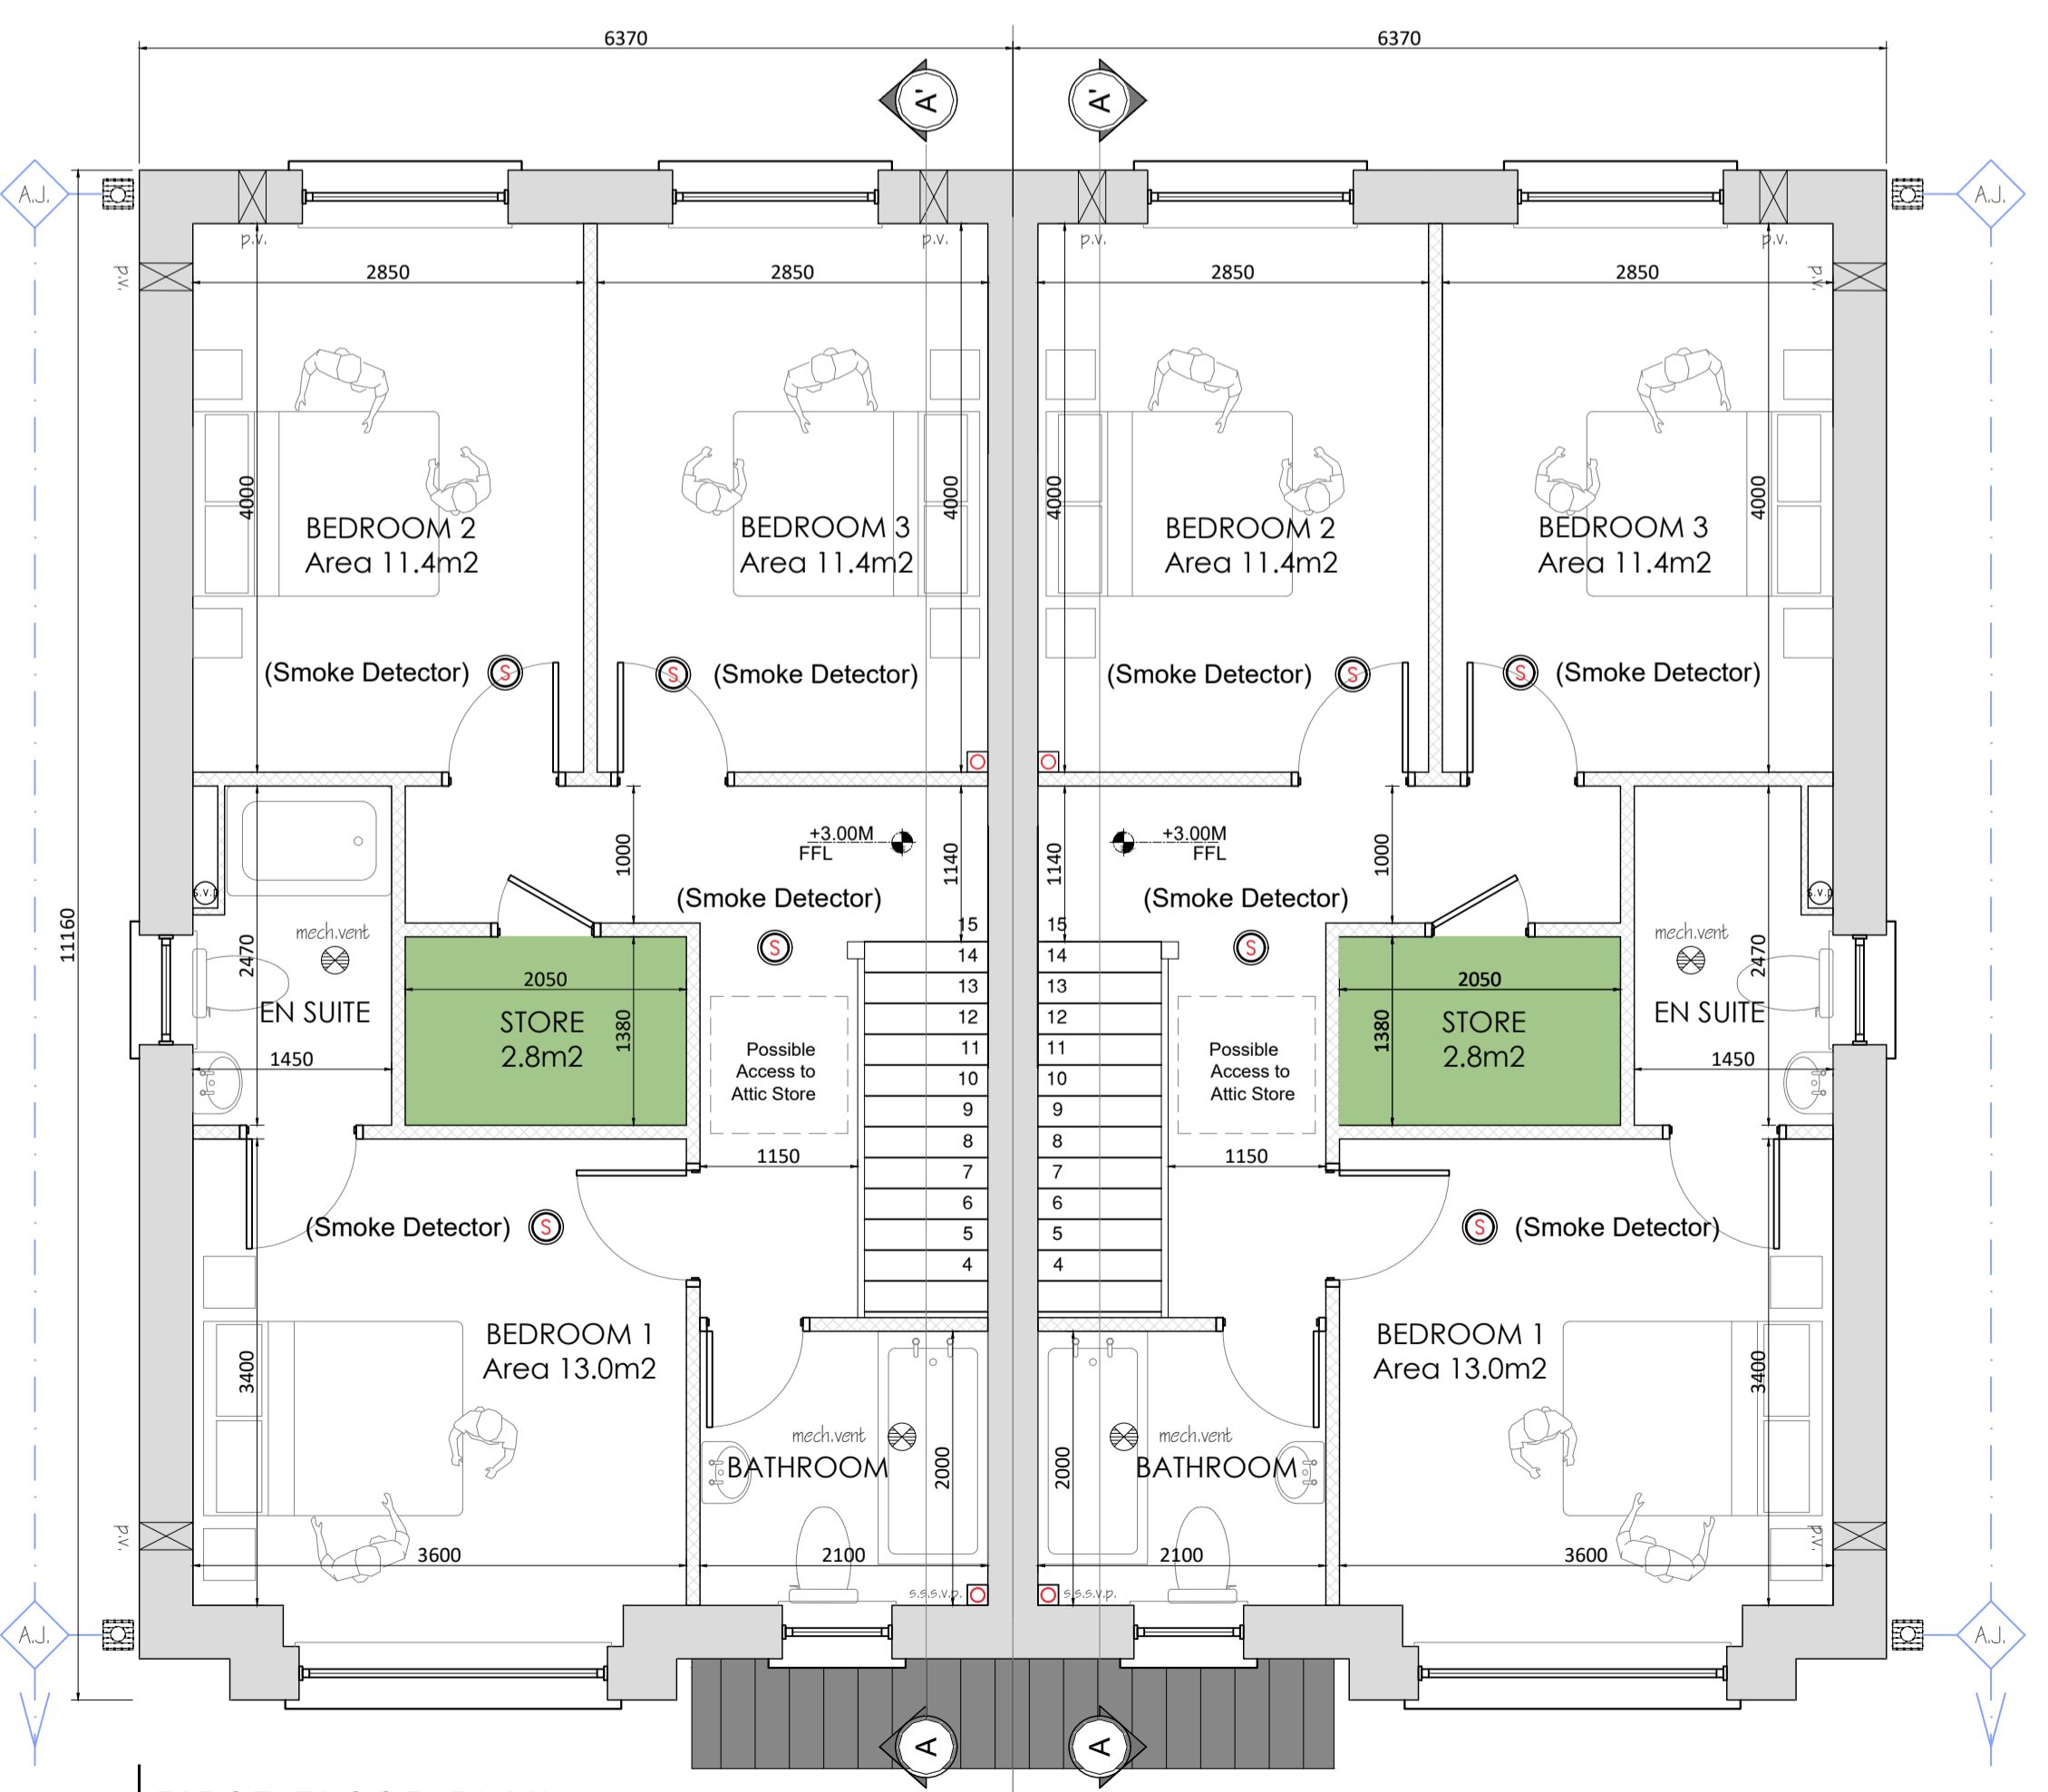 6370 6370
A' A'
A.J. A.J.
p.v. p.v. p.v. p.v.
p.v. p.v.
2850 2850 2850 2850
4000 4000 4000 4000
BEDROOM 2 BEDROOM 3 BEDROOM 2 BEDROOM 3
Area 11.4m2 Area 11.4m2 Area 11.4m2 Area 11.4m2
(Smoke Detector) S S (Smoke Detector) (Smoke Detector) S S (Smoke Detector)
+3.00M +3.00M
FFL FFL
1000 1140 1140 1000
(Smoke Detector) (Smoke Detector)
S S
s.v.p s.v.p
11160
mech.vent mech.vent
2470 2470
EN SUITE EN SUITE
1450 1450
2050 2050
STORE STORE
2.8m2 2.8m2
1380 1380
Possible Possible
Access to Access to
Attic Store Attic Store
15 15
14 14
13 13
12 12
11 11
10 10
9 9
8 8
7 7
6 6
5 5
4 4
1150 1150
(Smoke Detector) S S (Smoke Detector)
BEDROOM 1 BEDROOM 1
Area 13.0m2 Area 13.0m2
3400 3400
mech.vent mech.vent
BATHROOM BATHROOM
2000 2000
p.v. p.v.
3600 2100 2100 3600
s.s.s.v.p. s.s.s.v.p.
A.J. A.J.
A A